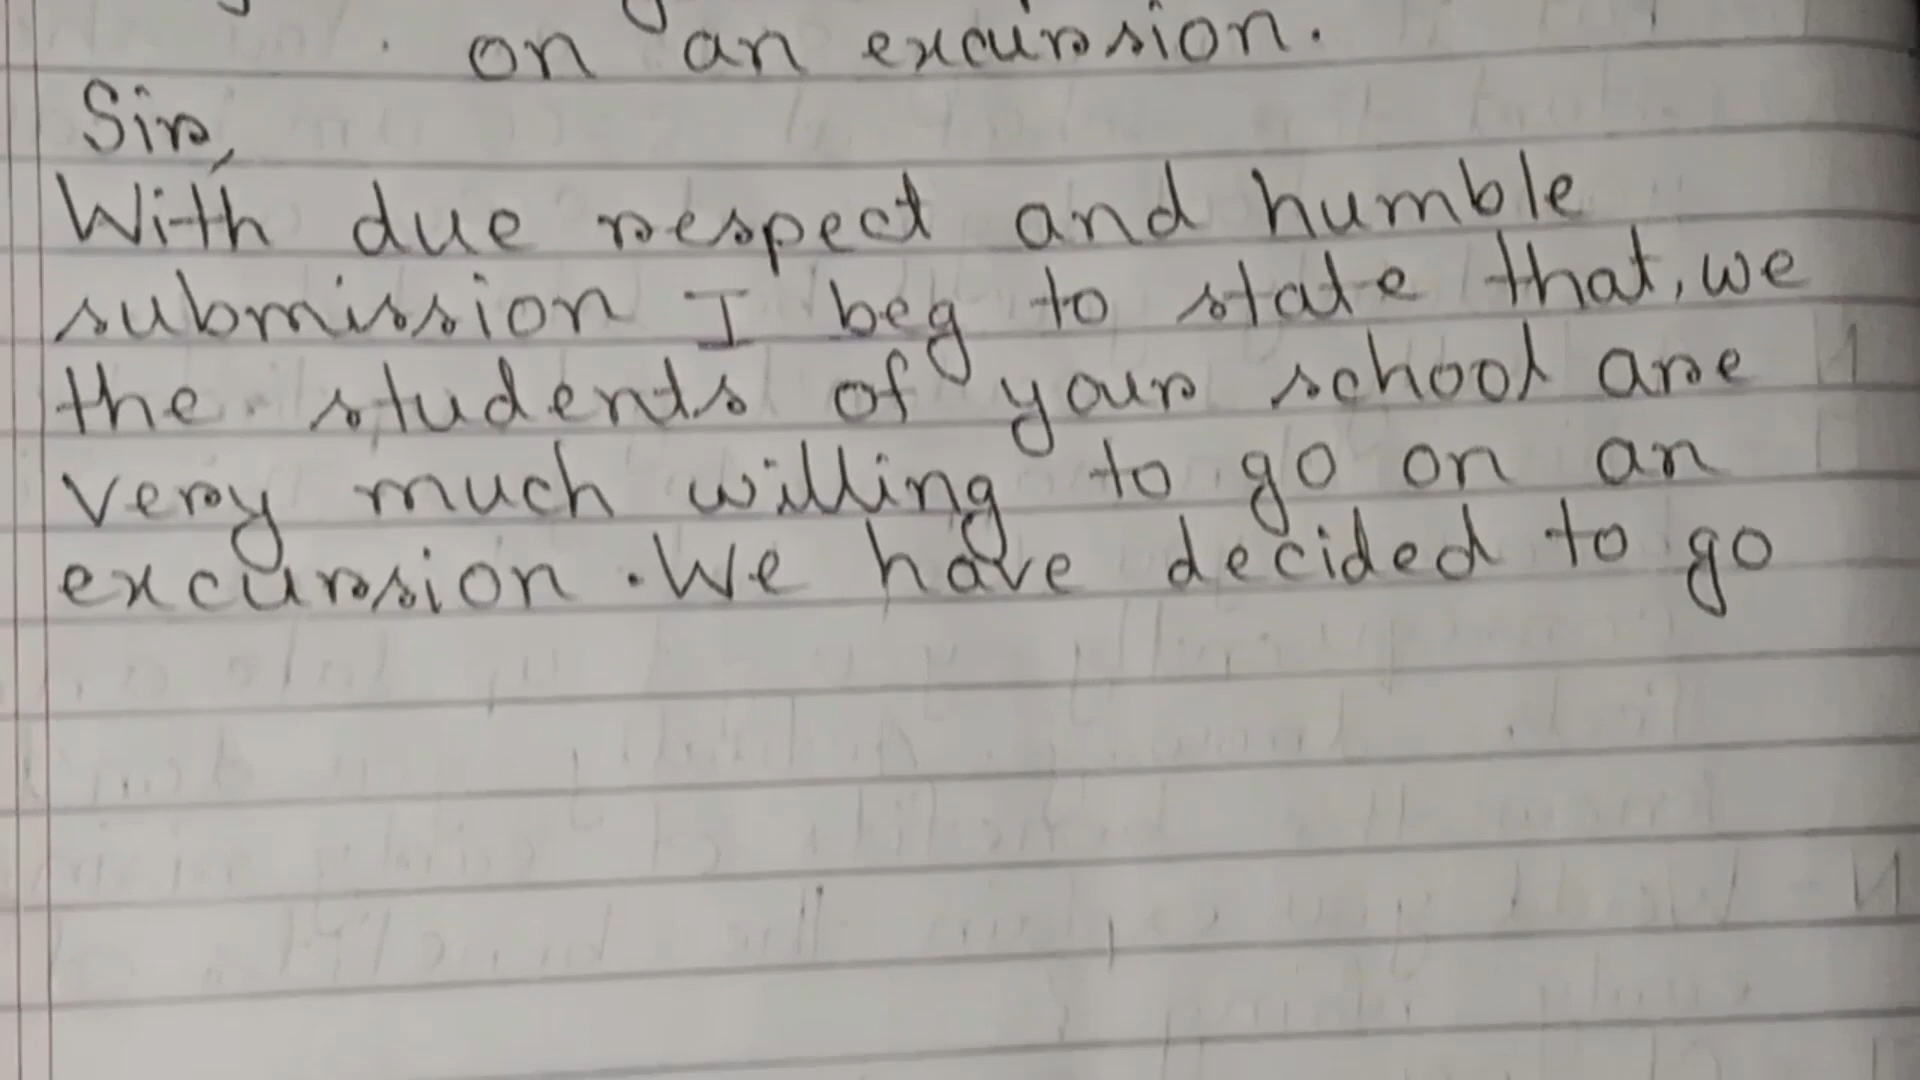 on an excursion.
Sir,
With due respect and humble
submission I beg to state that, we
the students of your school are
very much willing to go on an
excursion. We have decided to go